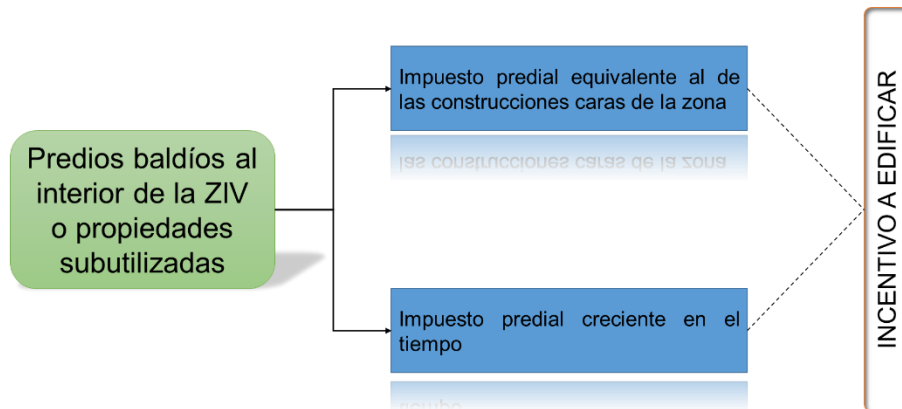 Predios baldíos al
interior de la ZIV
o propiedades
subutilizadas
Impuesto predial equivalente al de
las construcciones caras de la zona
Impuesto predial creciente en el
tiempo
INCENTIVO A EDIFICAR